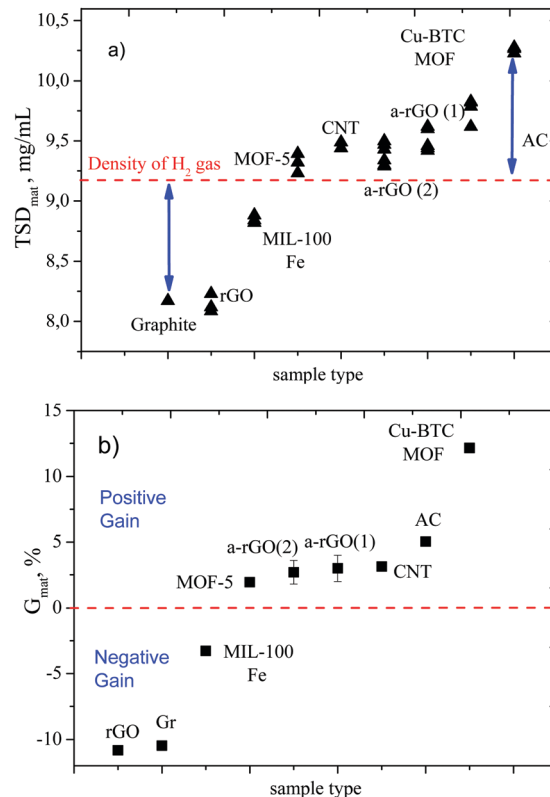 a)
10,5
10,0
9,5
9,0
8,5
8,0
TSDmat, mg/mL
Density of H2 gas
Graphite
rGO
MIL-100
Fe
MOF-5
CNT
a-rGO (2)
a-rGO (1)
AC
Cu-BTC
MOF
sample type
b)
15
10
5
0
-5
-10
Gmat, %
Positive
Gain
Negative
Gain
rGO
Gr
MIL-100
Fe
MOF-5
a-rGO(2)
a-rGO(1)
CNT
AC
Cu-BTC
MOF
sample type